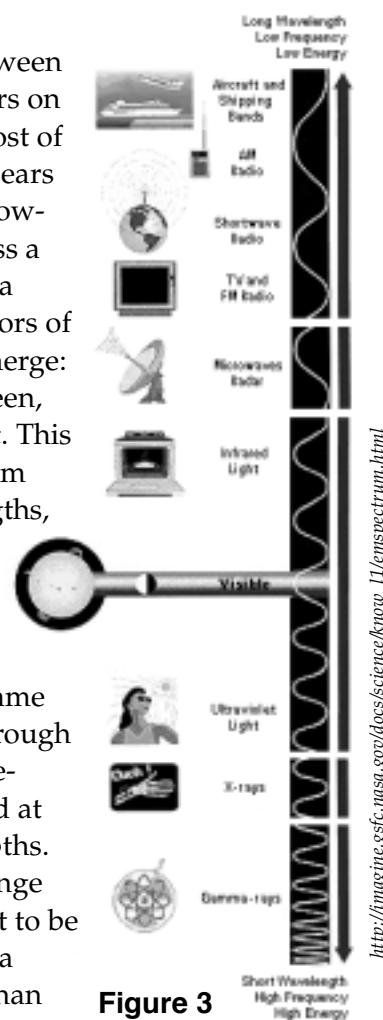 ween
rs on
ost of
ears
ow-
ss a
a
ors of
nerge:
een,
t. This
m
gths,
ame
rough
e-
d at
ths.
nge
t to be
a
nan
Long Wavelength
Low Frequency
Low Energy
Aircraft and
Shipping
Bands
AM
Radio
Shortwave
Radio
TV and
FM Radio
Microwaves
Radar
Infrared
Light
Visible
Ultraviolet
Light
Ouch!
X-rays
Gamma-rays
Short Wavelength
High Frequency
High Energy
Figure 3
http://imagine.gsfc.nasa.gov/docs/science/know_l1/emspectrum.html